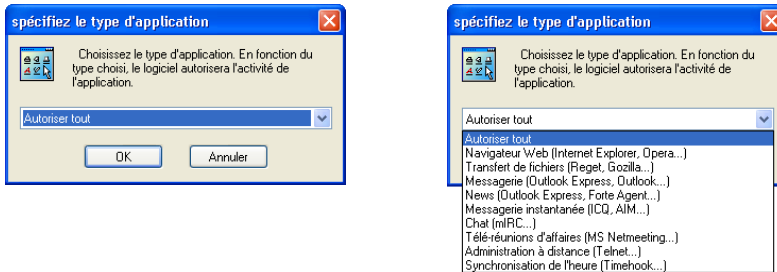 spécifiez le type d'application
Choisissez le type d'application. En fonction du
type choisi, le logiciel autorisera l'activité de
l'application.
Autoriser tout
OK
Annuler
spécifiez le type d'application
Choisissez le type d'application. En fonction du
type choisi, le logiciel autorisera l'activité de
l'application.
Autoriser tout
Autoriser tout
Navigateur Web (Internet Explorer, Opera...)
Transfert de fichiers (Reget, Gozilla...)
Messagerie (Outlook Express, Outlook...)
News (Outlook Express, Forte Agent...)
Messagerie instantanée (ICQ, AIM...)
Chat (mIRC...)
Télé-réunions d'affaires (MS Netmeeting...)
Administration à distance (Telnet...)
Synchronisation de l'heure (Timehook...)